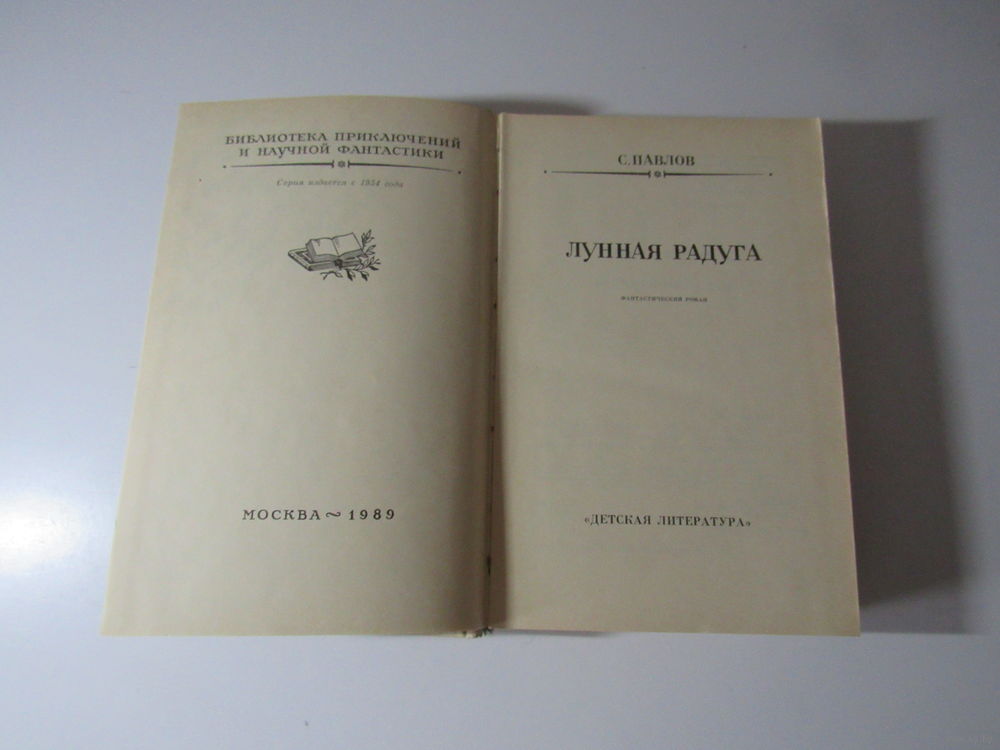 БИБЛИОТЕКА ПРИКЛЮЧЕНИЙ
И НАУЧНОЙ ФАНТАСТИКИ
Серия издается с 1954 года
МОСКВА ~ 1989
С. ПАВЛОВ
ЛУННАЯ РАДУГА
ФАНТАСТИЧЕСКИЙ РОМАН
«ДЕТСКАЯ ЛИТЕРАТУРА»